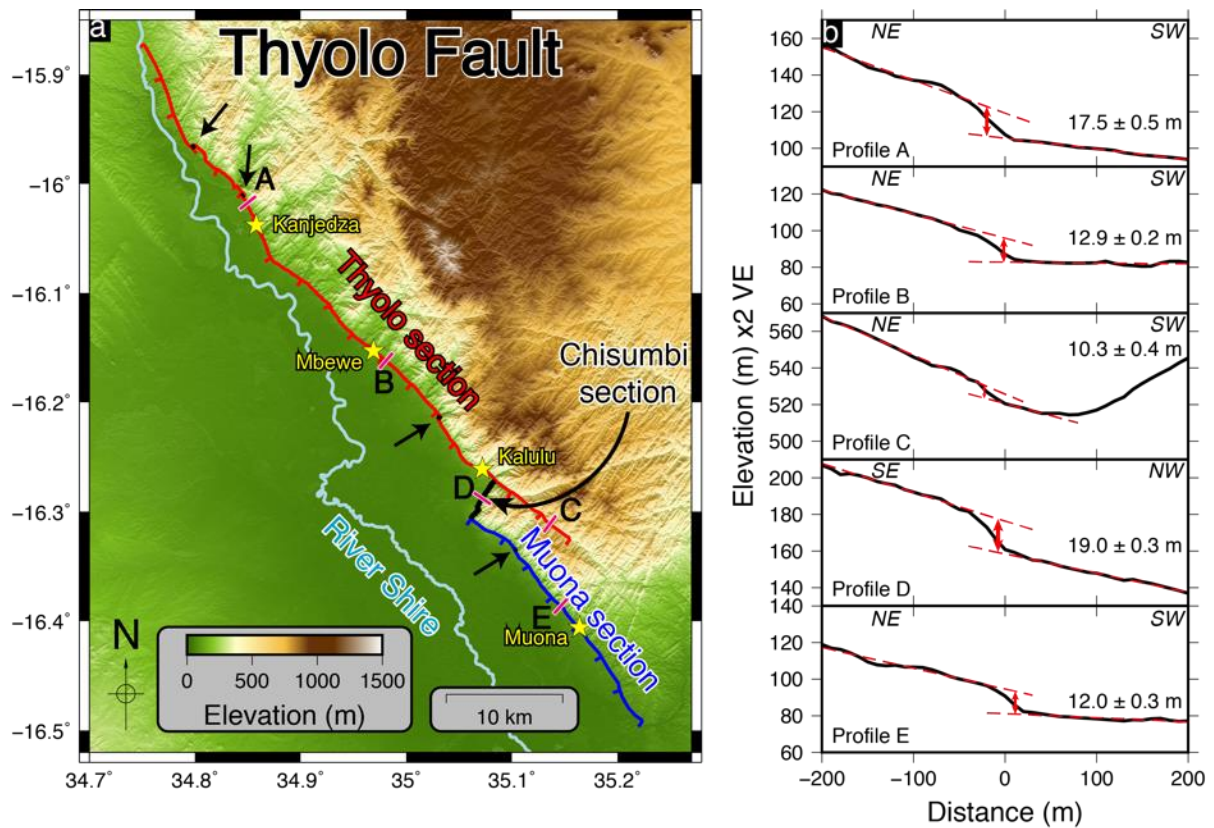 a
Thyolo Fault
−15.9°
−16°
−16.1°
−16.2°
−16.3°
−16.4°
−16.5°
34.7°
34.8°
34.9°
35°
35.1°
35.2°
A
Kanjedza
Thyolo section
Mbewe
B
Chisumbi
section
Kalulu
D
C
River Shire
Muona section
E
Muona
N
0
500
1000
1500
Elevation (m)
10 km
b
Elevation (m) x2 VE
NE
SW
160
140
120
100
17.5 ± 0.5 m
Profile A
NE
SW
120
100
80
60
12.9 ± 0.2 m
Profile B
NE
SW
560
540
520
500
10.3 ± 0.4 m
Profile C
SE
NW
200
180
160
140
19.0 ± 0.3 m
Profile D
NE
SW
140
120
100
80
60
12.0 ± 0.3 m
Profile E
−200
−100
0
100
200
Distance (m)